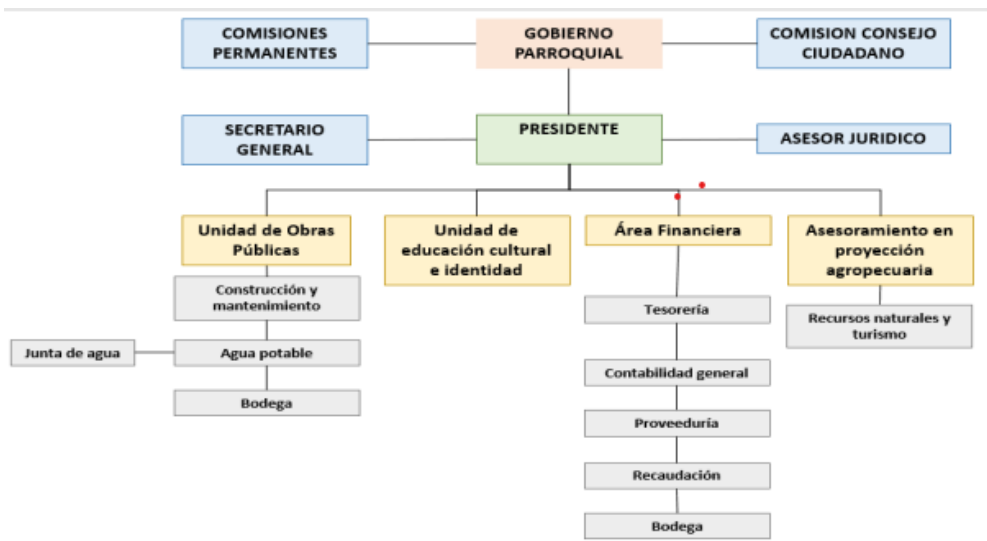 COMISIONES
PERMANENTES
GOBIERNO
PARROQUIAL
COMISION CONSEJO
CIUDADANO
SECRETARIO
GENERAL
PRESIDENTE
ASESOR JURIDICO
Unidad de Obras
Públicas
Unidad de
educación cultural
e identidad
Área Financiera
Asesoramiento en
proyección
agropecuaria
Construcción y
mantenimiento
Junta de agua
Agua potable
Bodega
Tesorería
Contabilidad general
Proveeduría
Recaudación
Bodega
Recursos naturales y
turismo